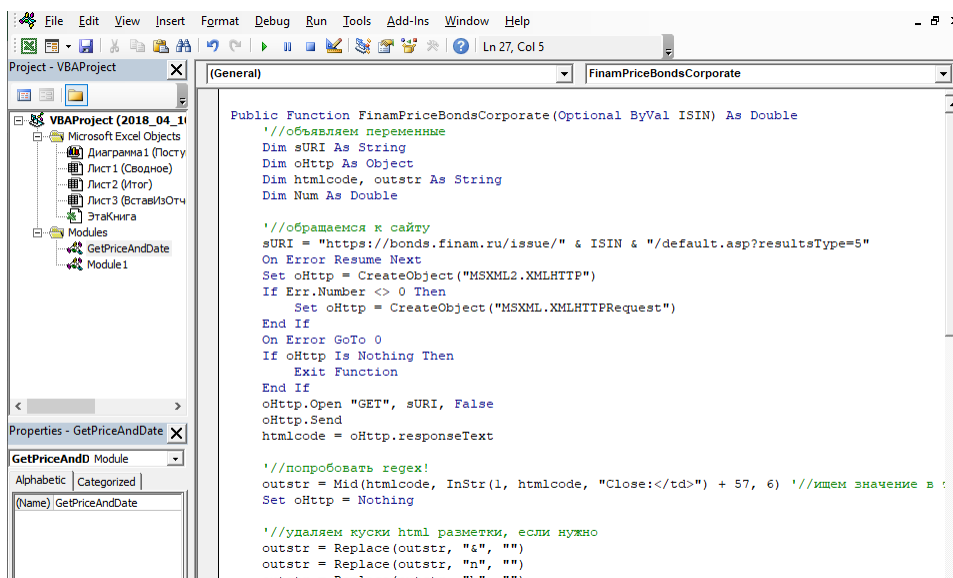 File Edit View Insert Format Debug Run Tools Add-Ins Window Help
Ln 27, Col 5
Project - VBAProject
(General) FinamPriceBondsCorporate
VBAProject (2018_04_10
Microsoft Excel Objects
Диаграмма1 (Посту
Лист1 (Сводное)
Лист2 (Итог)
Лист3 (ВставИзОтч
ЭтаКнига
Modules
GetPriceAndDate
Module1
Properties - GetPriceAndDate
GetPriceAndD Module
Alphabetic Categorized
(Name) GetPriceAndDate
Public Function FinamPriceBondsCorporate(Optional ByVal ISIN) As Double
'//объявляем переменные
Dim sURI As String
Dim oHttp As Object
Dim htmlcode, outstr As String
Dim Num As Double
'//обращаемся к сайту
sURI = "https://bonds.finam.ru/issue/" & ISIN & "/default.asp?resultsType=5"
On Error Resume Next
Set oHttp = CreateObject("MSXML2.XMLHTTP")
If Err.Number <> 0 Then
Set oHttp = CreateObject("MSXML.XMLHTTPRequest")
End If
On Error GoTo 0
If oHttp Is Nothing Then
Exit Function
End If
oHttp.Open "GET", sURI, False
oHttp.Send
htmlcode = oHttp.responseText
'//попробовать regex!
outstr = Mid(htmlcode, InStr(1, htmlcode, "Close:</td>") + 57, 6) '//ищем значение в
Set oHttp = Nothing
'//удаляем куски html разметки, если нужно
outstr = Replace(outstr, "&", "")
outstr = Replace(outstr, "n", "")